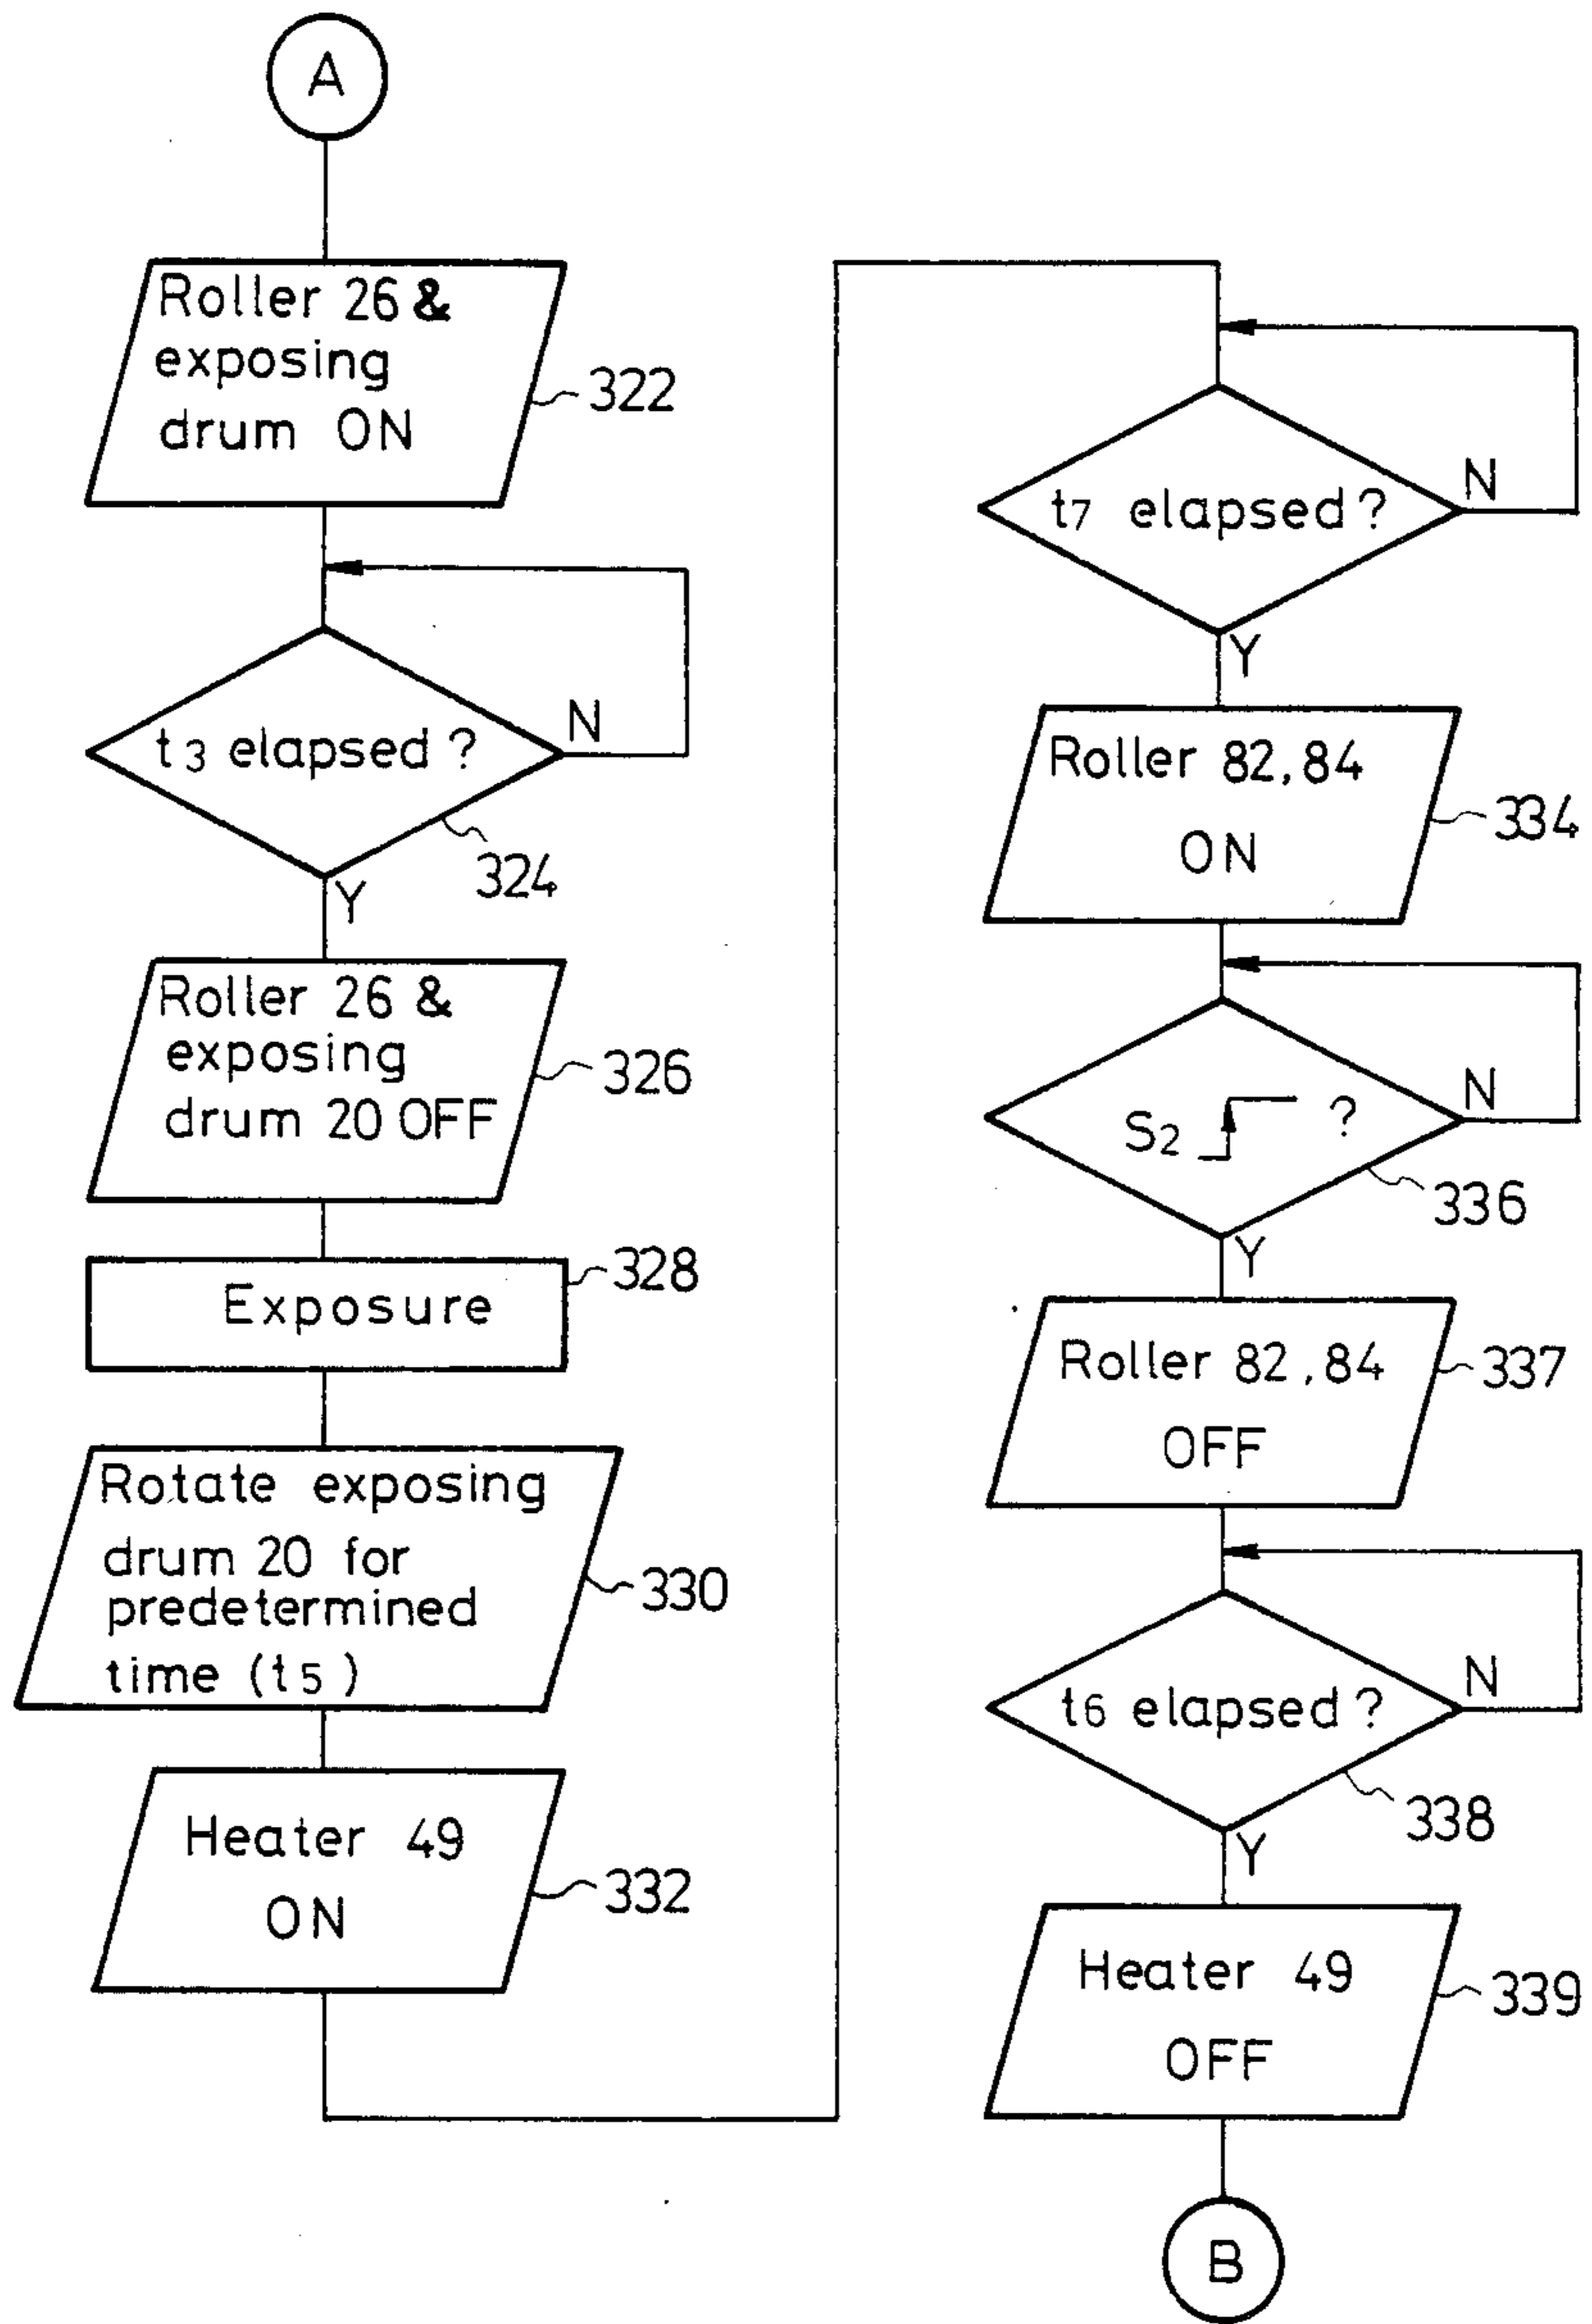 A
Roller 26 &
exposing
drum ON
322
t3 elapsed ?
N
324
Y
Roller 26 &
exposing
drum 20 OFF
326
Exposure
328
Rotate exposing
drum 20 for
predetermined
time (t5)
330
Heater 49
ON
332
t7 elapsed ?
N
Y
Roller 82, 84
ON
334
S2 ?
N
336
Y
Roller 82, 84
OFF
337
t6 elapsed ?
N
338
Y
Heater 49
OFF
339
B